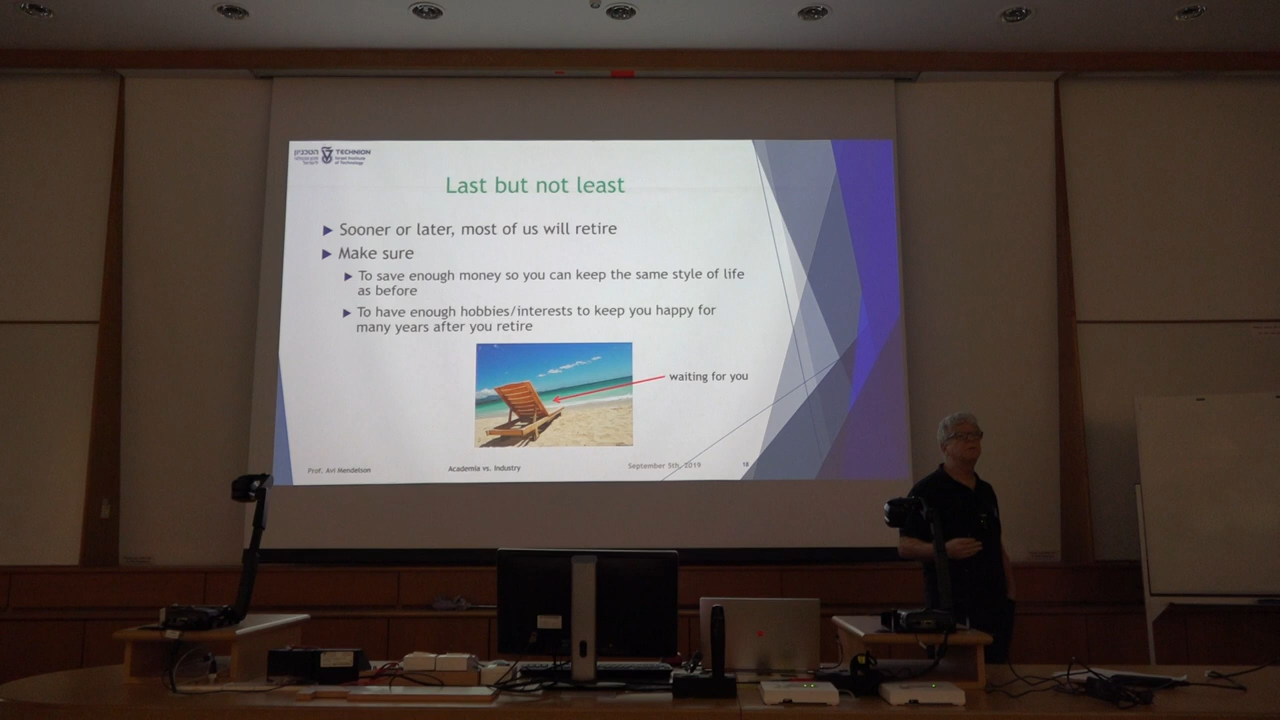 הטכניון
TECHNION
Israel Institute
of Technology
Last but not least
Sooner or later, most of us will retire
Make sure
To save enough money so you can keep the same style of life
as before
To have enough hobbies/interests to keep you happy for
many years after you retire
waiting for you
Prof. Avi Mendelson
Academia vs. Industry
September 5th, 2019
18